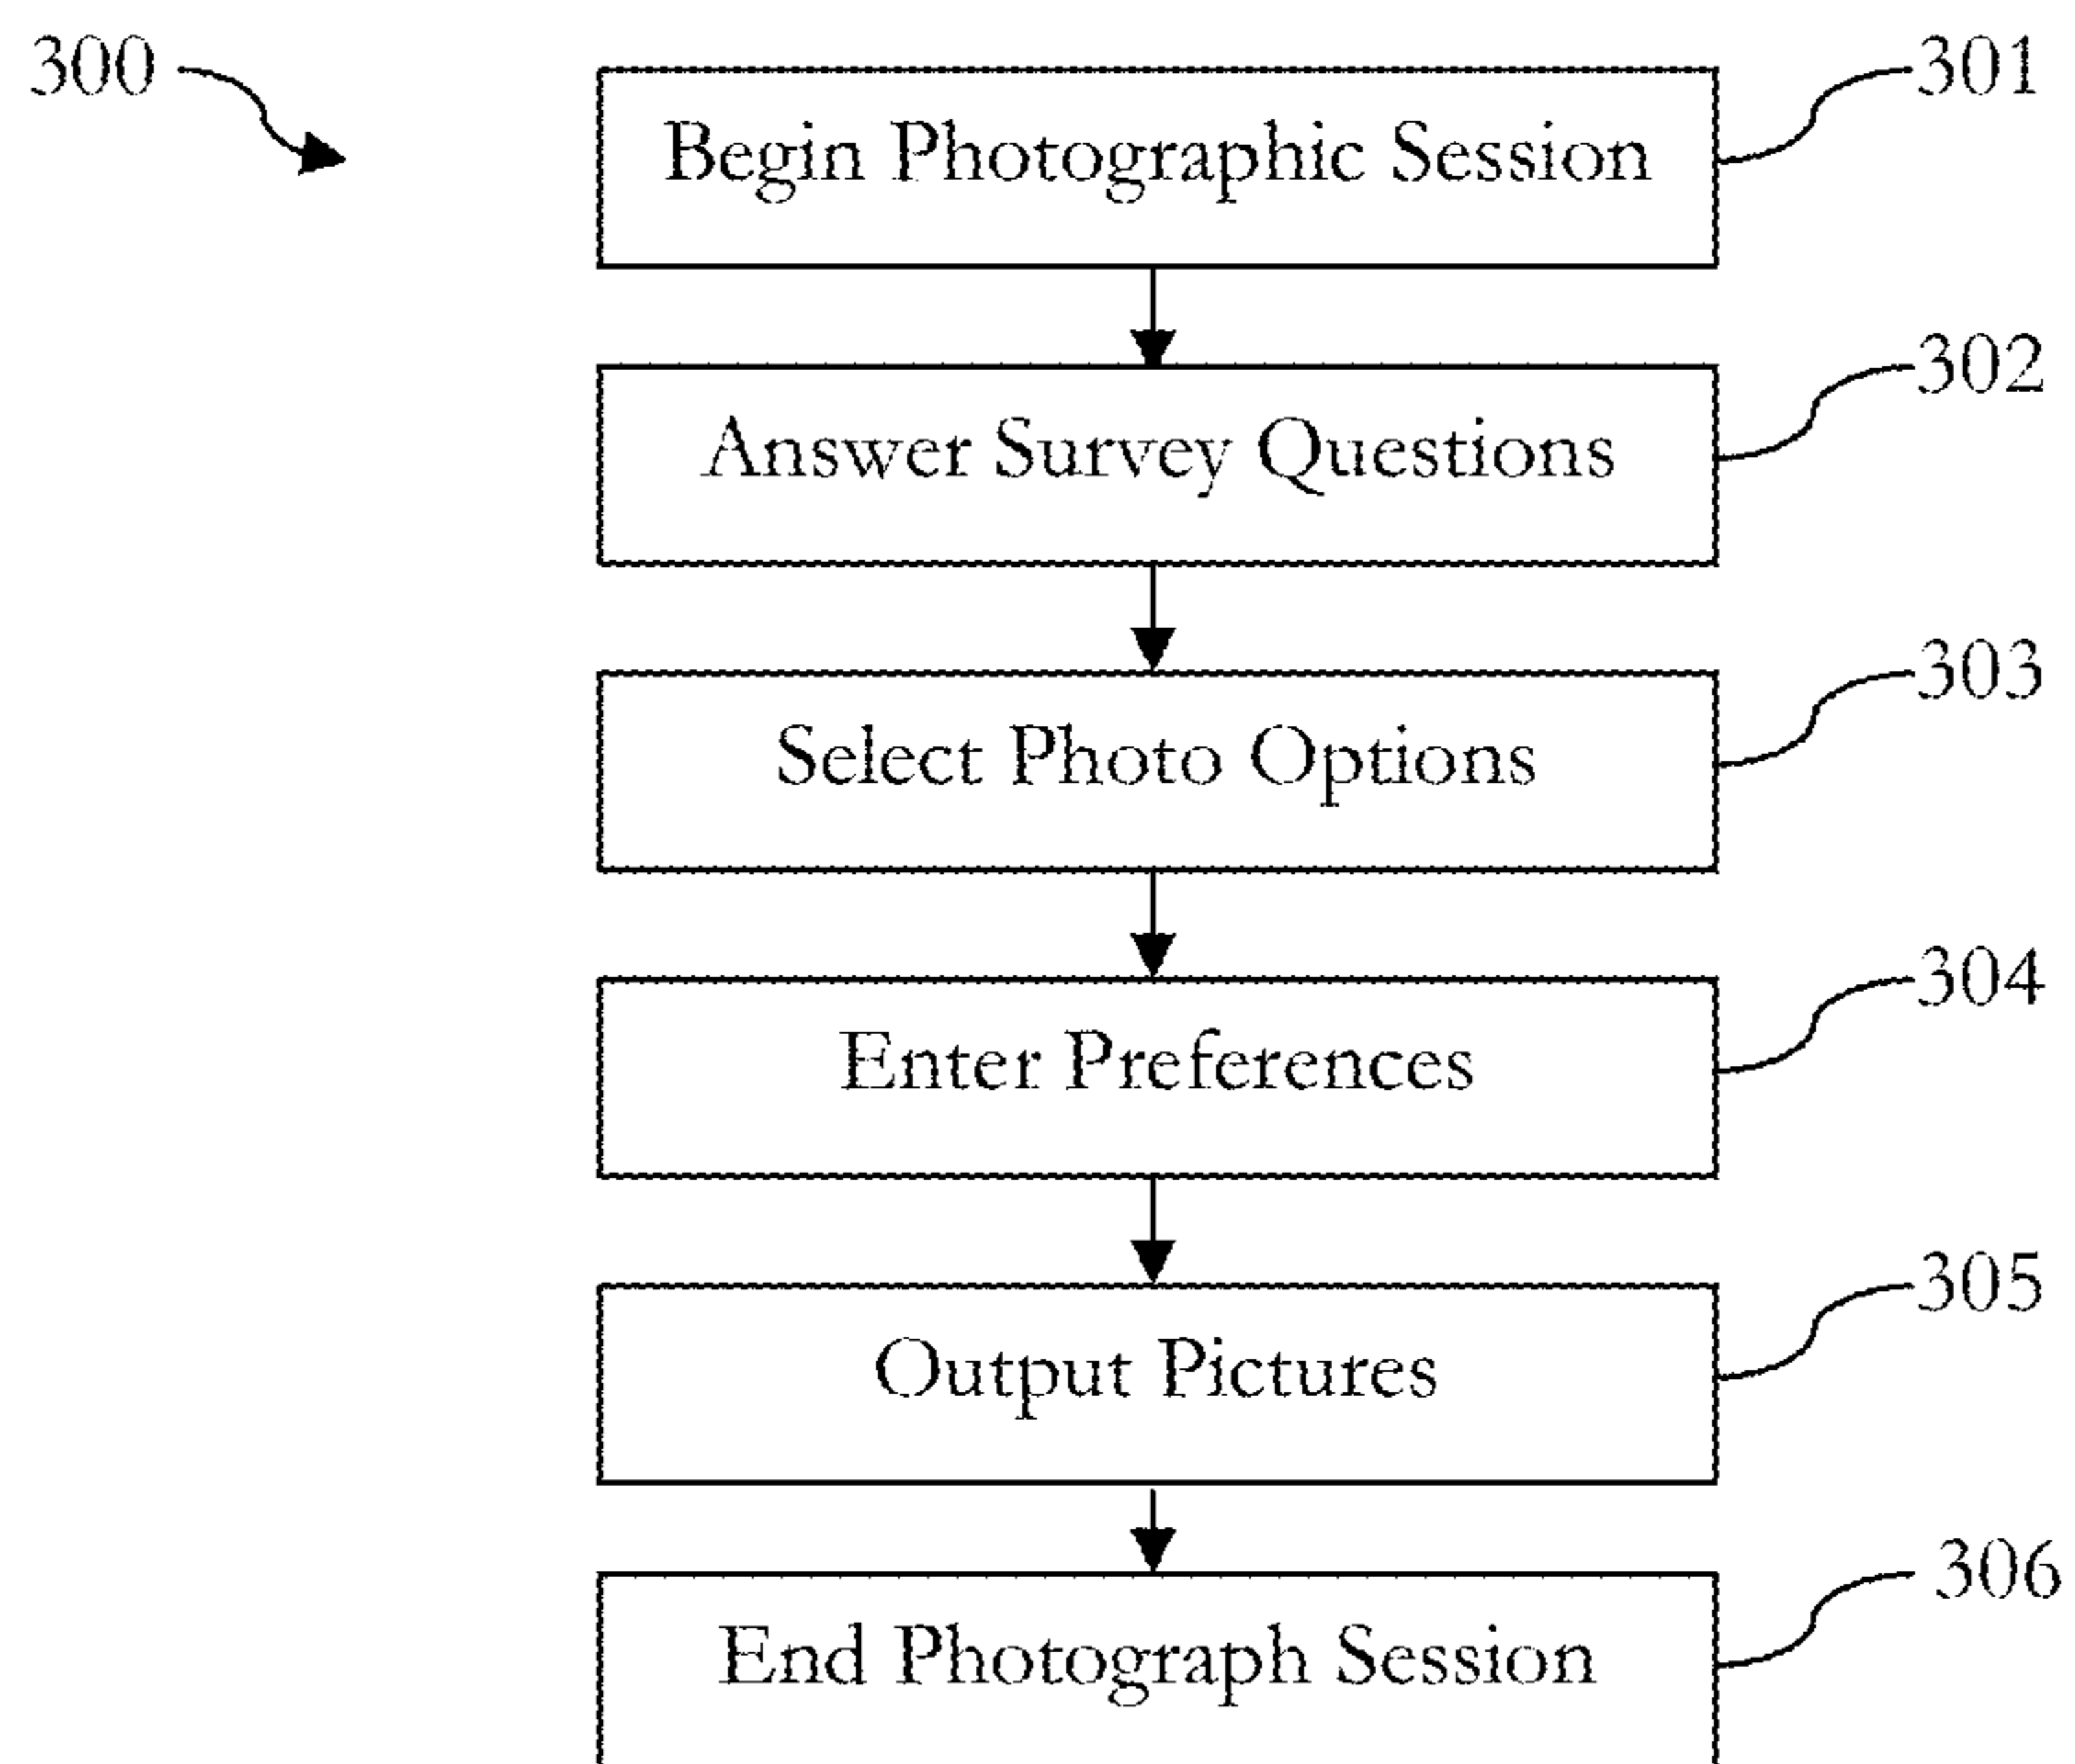 300
Begin Photographic Session
301
Answer Survey Questions
302
Select Photo Options
303
Enter Preferences
304
Output Pictures
305
End Photograph Session
306